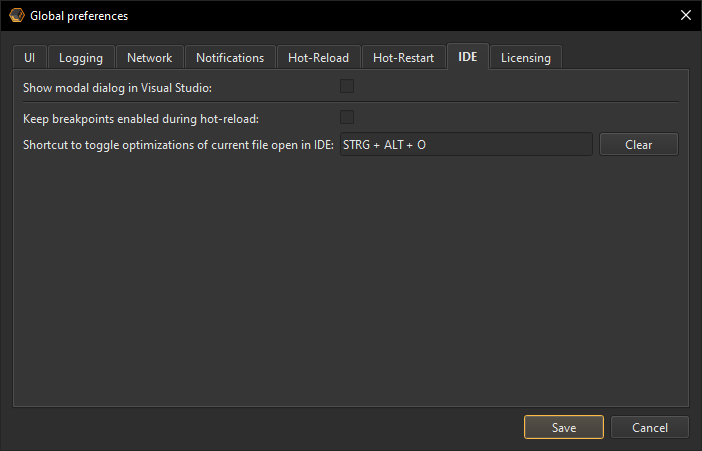 Global preferences
UI Logging Network Notifications Hot-Reload Hot-Restart IDE Licensing
Show modal dialog in Visual Studio:
Keep breakpoints enabled during hot-reload:
Shortcut to toggle optimizations of current file open in IDE: STRG + ALT + O Clear
Save Cancel